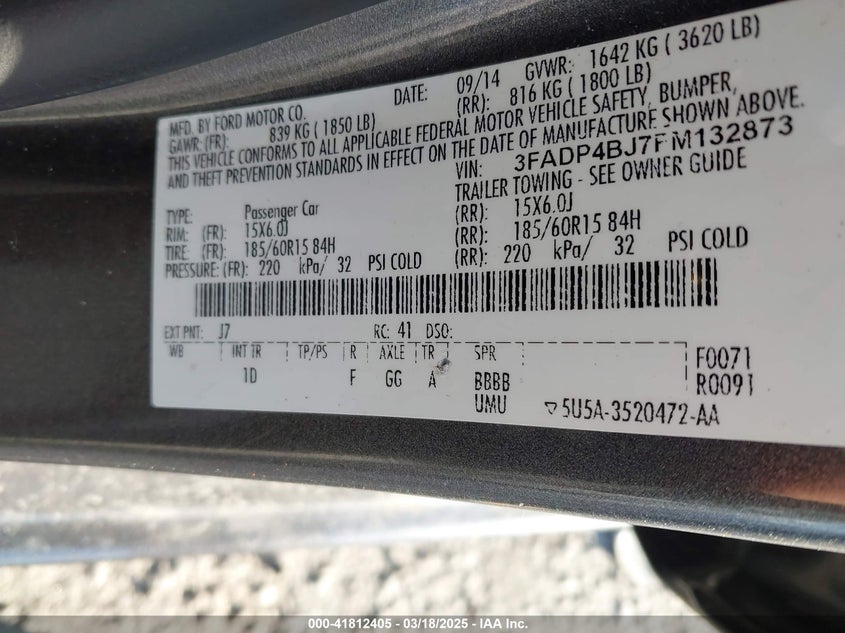 MFD. BY FORD MOTOR CO. DATE: 09/14 GVWR: 1642 KG ( 3620 LB)
GAWR: (FR): 839 KG ( 1850 LB) (RR): 816 KG ( 1800 LB)
THIS VEHICLE CONFORMS TO ALL APPLICABLE FEDERAL MOTOR VEHICLE SAFETY, BUMPER,
AND THEFT PREVENTION STANDARDS IN EFFECT ON THE DATE OF MANUFACTURE SHOWN ABOVE.
VIN: 3FADP4BJ7FM132873
TRAILER TOWING - SEE OWNER GUIDE
TYPE: Passenger Car
RIM: (FR): 15X6.0J (RR): 15X6.0J
TIRE: (FR): 185/60R15 84H (RR): 185/60R15 84H
PRESSURE: (FR): 220 kPa/ 32 PSI COLD (RR): 220 kPa/ 32 PSI COLD
EXT PNT: J7 RC: 41 DSO:
WB INT TR TP/PS R AXLE TR SPR F0071
1D F GG A BBBB R0091
UMU ▽5U5A-3520472-AA
000-41812405 - 03/18/2025 - IAA Inc.